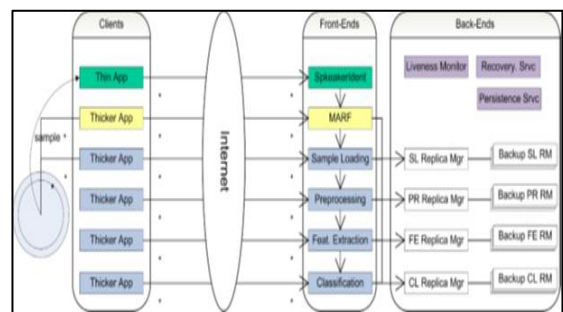 Clients
Front-Ends
Back-Ends
Thin App
SpkeakerIdent
Liveness Monitor
Recovery. Srvc
Persistence Srvc
Thicker App
MARF
sample
Internet
Thicker App
Sample Loading
SL Replica Mgr
Backup SL RM
Thicker App
Preprocessing
PR Replica Mgr
Backup PR RM
Thicker App
Feat. Extraction
FE Replica Mgr
Backup FE RM
Thicker App
Classification
CL Replica Mgr
Backup CL RM